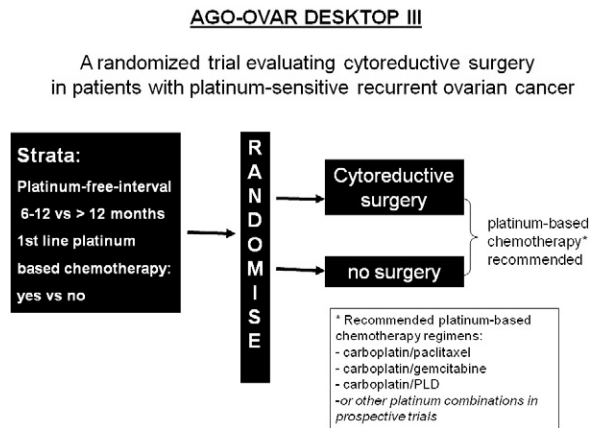 AGO-OVAR DESKTOP III
A randomized trial evaluating cytoreductive surgery
in patients with platinum-sensitive recurrent ovarian cancer
Strata:
Platinum-free-interval
6-12 vs > 12 months
1st line platinum
based chemotherapy:
yes vs no
RANDOMISE
Cytoreductive
surgery
no surgery
platinum-based
chemotherapy*
recommended
* Recommended platinum-based
chemotherapy regimens:
- carboplatin/paclitaxel
- carboplatin/gemcitabine
- carboplatin/PLD
-or other platinum combinations in
prospective trials